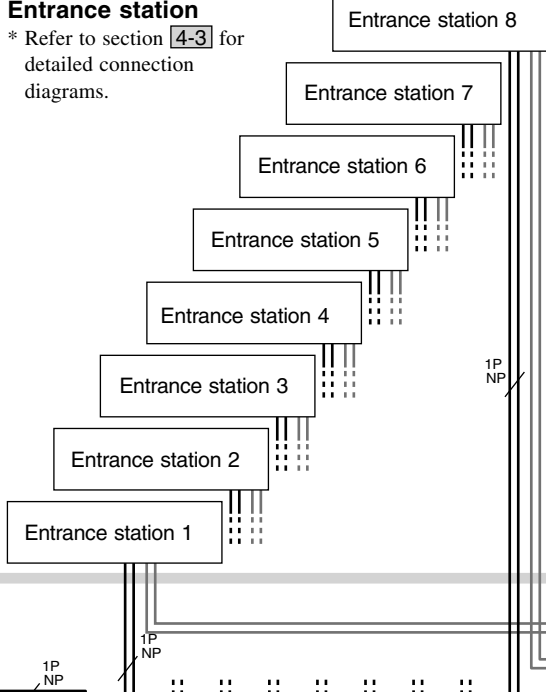 Entrance station
* Refer to section 4-3 for
detailed connection
diagrams.
Entrance station 8
Entrance station 7
Entrance station 6
Entrance station 5
Entrance station 4
1P
NP
Entrance station 3
Entrance station 2
Entrance station 1
1P
NP
1P
NP